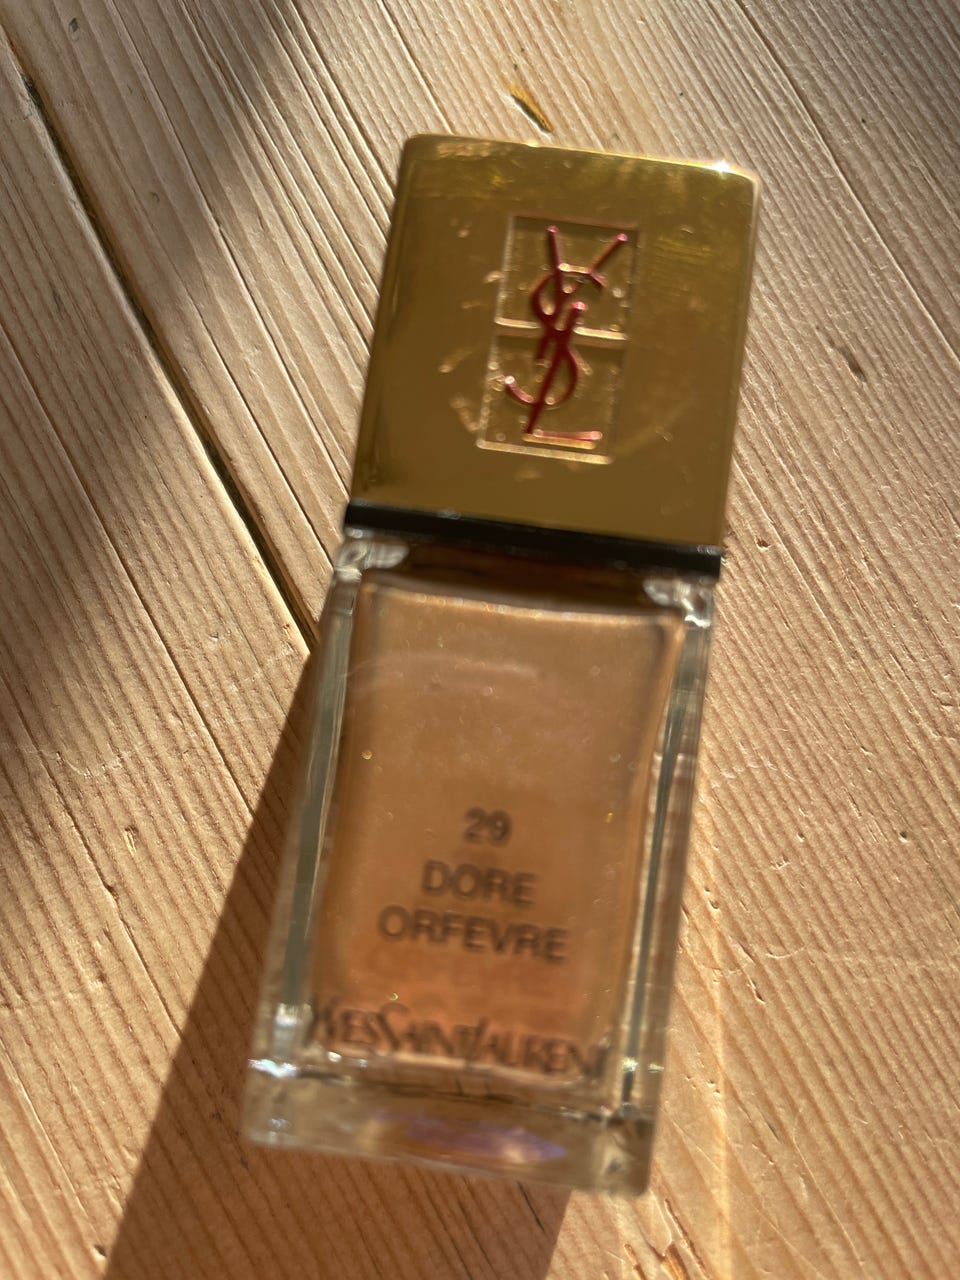 YSL
29
DORE
ORFEVRE
YVESSAINTLAURENT